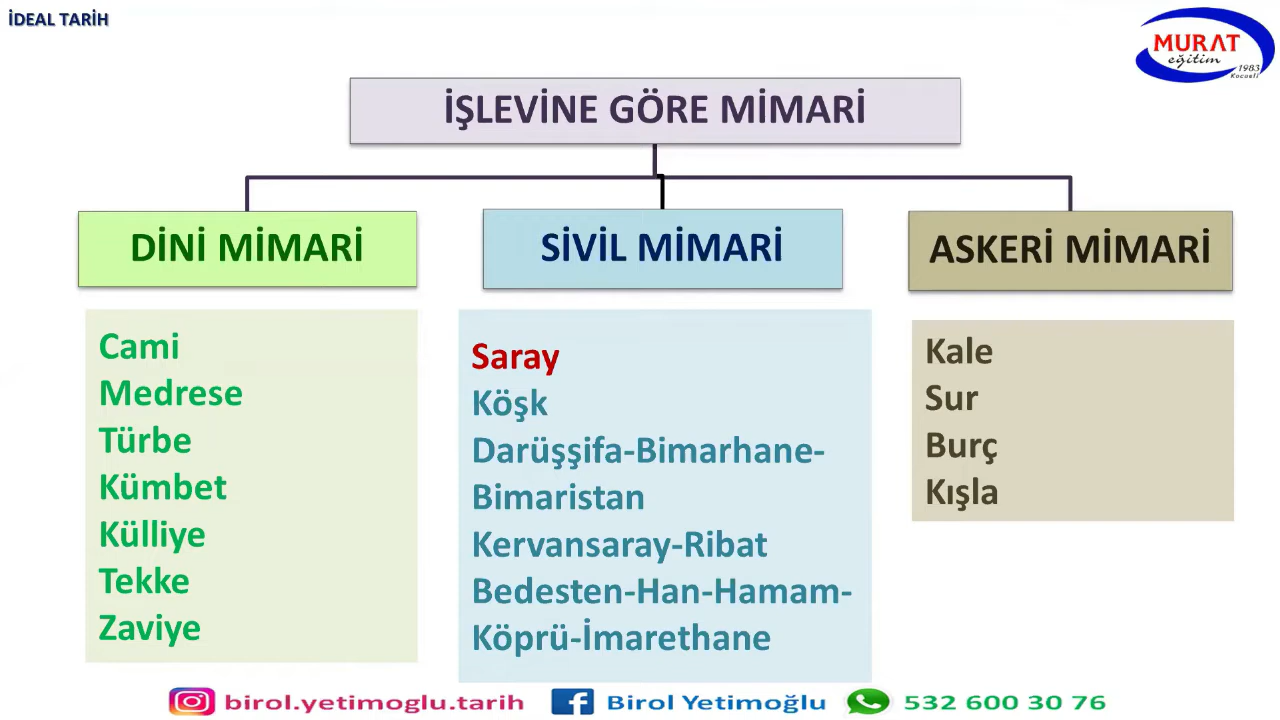 İDEAL TARİH
MURAT
eğitim
1983
Kocaeli
İŞLEVİNE GÖRE MİMARİ
DİNİ MİMARİ
Cami
Medrese
Türbe
Kümbet
Külliye
Tekke
Zaviye
SİVİL MİMARİ
Saray
Köşk
Darüşşifa-Bimarhane-
Bimaristan
Kervansaray-Ribat
Bedesten-Han-Hamam-
Köprü-İmarethane
ASKERİ MİMARİ
Kale
Sur
Burç
Kışla
birol.yetimoglu.tarih
Birol Yetimoğlu
532 600 30 76